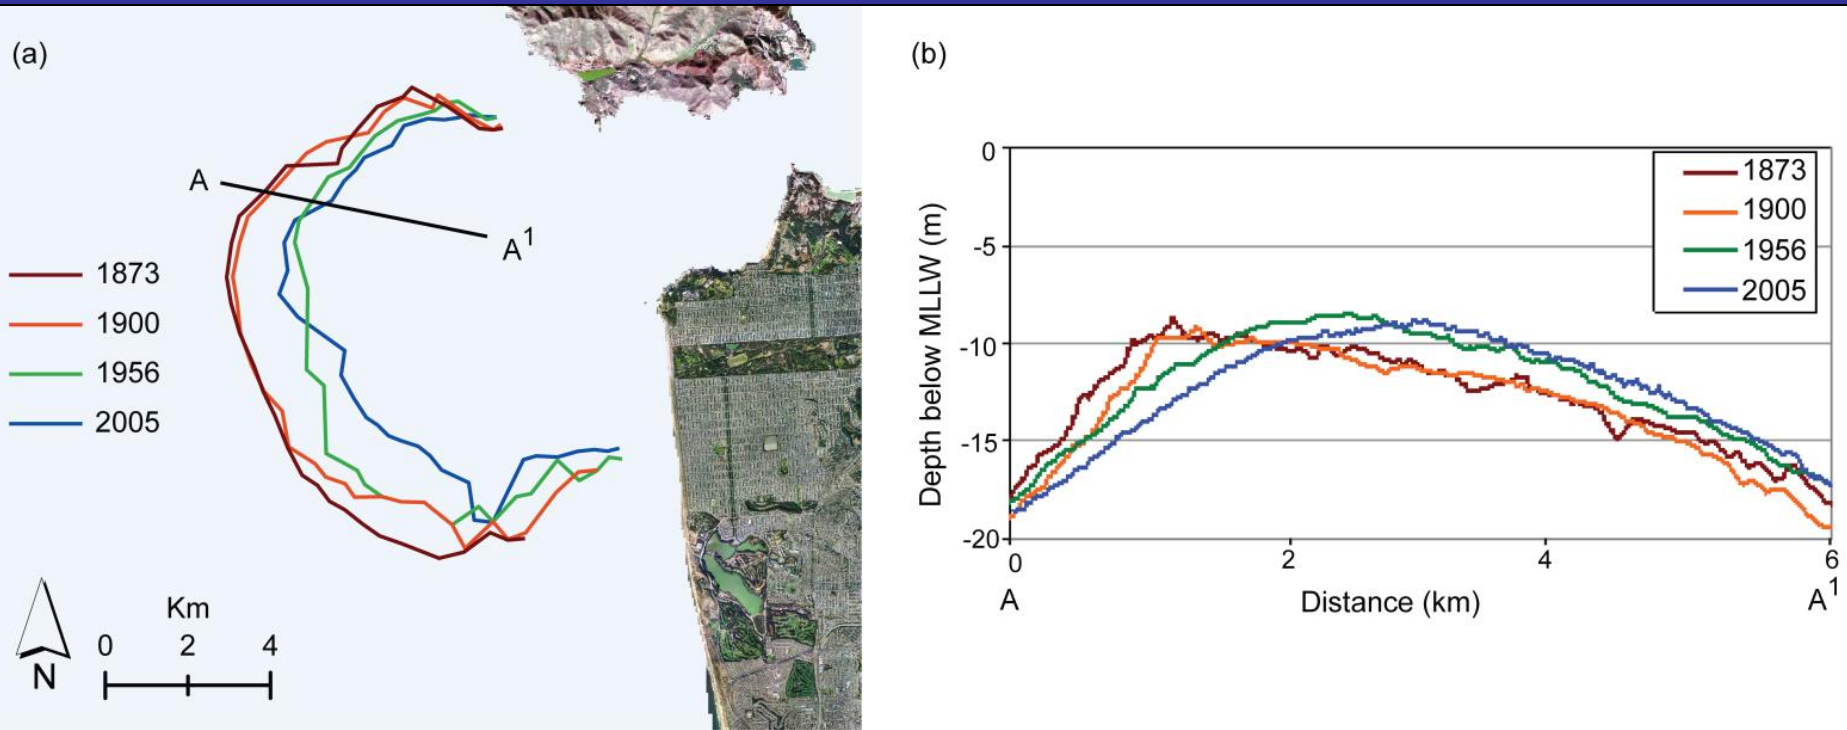 (a)
A
A1
1873
1900
1956
2005
Km
0 2 4
N
(b)
Depth below MLLW (m)
0
-5
-10
-15
-20
1873
1900
1956
2005
0 2 4 6
A A1
Distance (km)